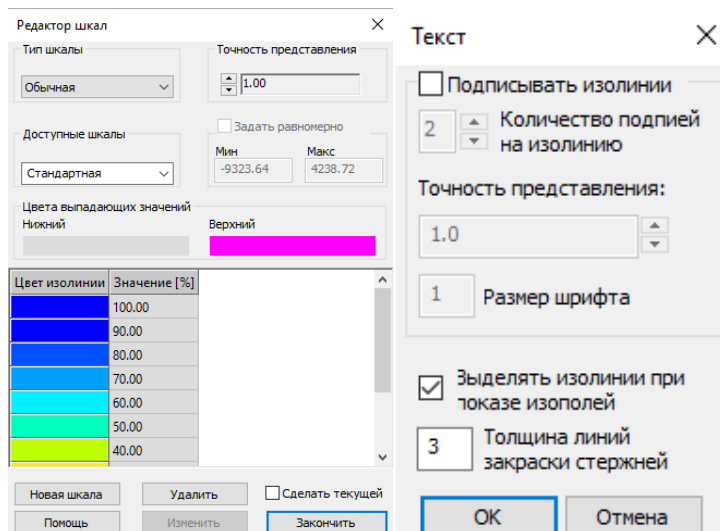 Редактор шкал
Тип шкалы
Точность представления
Обычная
1.00
Доступные шкалы
Задать равномерно
Мин
Макс
Стандартная
-9323.64
4238.72
Цвета выпадающих значений
Нижний
Верхний
Цвет изолинии
Значение [%]
100.00
90.00
80.00
70.00
60.00
50.00
40.00
Новая шкала
Удалить
Сделать текущей
Помощь
Изменить
Закончить
Текст
Подписывать изолинии
2
Количество подпией
на изолинию
Точность представления:
1.0
1
Размер шрифта
Выделять изолинии при
показе изополей
3
Толщина линий
закраски стержней
OK
Отмена